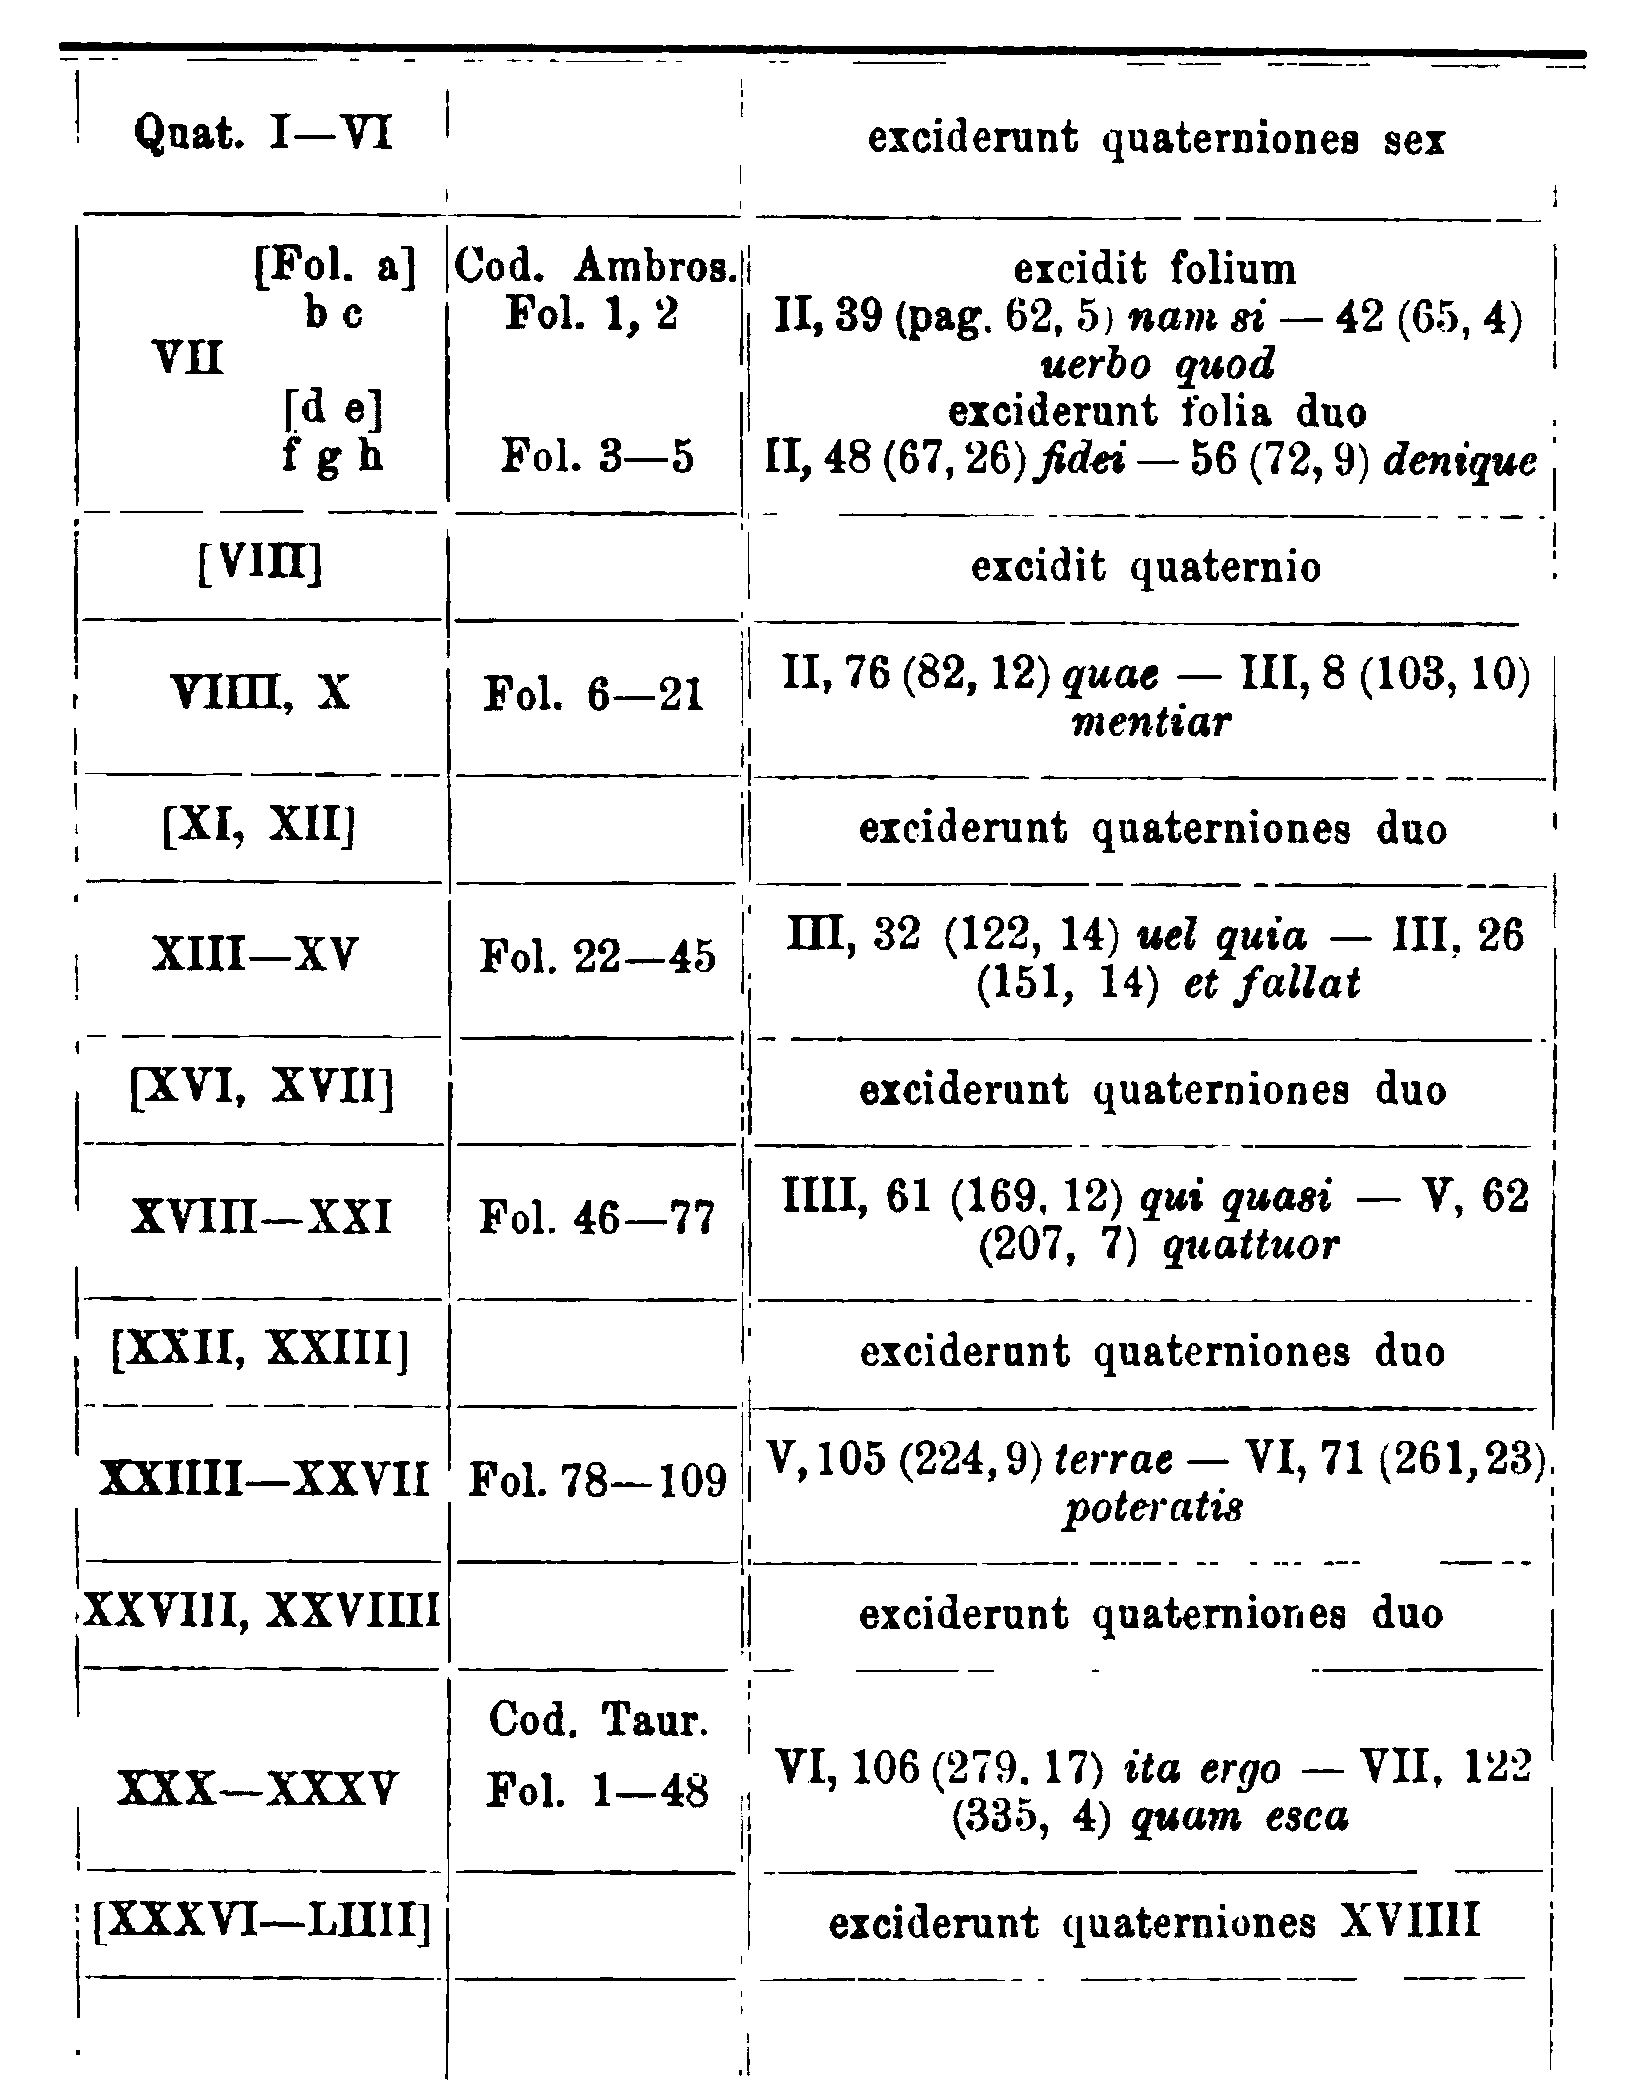 Quat. I—VI exciderunt quaterniones sex
[Fol. a] Cod. Ambros. excidit folium
b c Fol. 1, 2 II, 39 (pag. 62, 5) nam si — 42 (65, 4)
VII uerbo quod
[d e] exciderunt folia duo
f g h Fol. 3—5 II, 48 (67, 26) fidei — 56 (72, 9) denique
[VIII] excidit quaternio
VIIII, X Fol. 6—21 II, 76 (82, 12) quae — III, 8 (103, 10)
mentiar
[XI, XII] exciderunt quaterniones duo
XIII—XV Fol. 22—45 III, 32 (122, 14) uel quia — III, 26
(151, 14) et fallat
[XVI, XVII] exciderunt quaterniones duo
XVIII—XXI Fol. 46—77 IIII, 61 (169, 12) qui quasi — V, 62
(207, 7) quattuor
[XXII, XXIII] exciderunt quaterniones duo
XXIIII—XXVII Fol. 78—109 V, 105 (224, 9) terrae — VI, 71 (261, 23)
poteratis
XXVIII, XXVIIII exciderunt quaterniones duo
Cod. Taur.
XXX—XXXV Fol. 1—48 VI, 106 (279. 17) ita ergo — VII, 122
(335, 4) quam esca
[XXXVI—LIIII] exciderunt quaterniones XVIIII